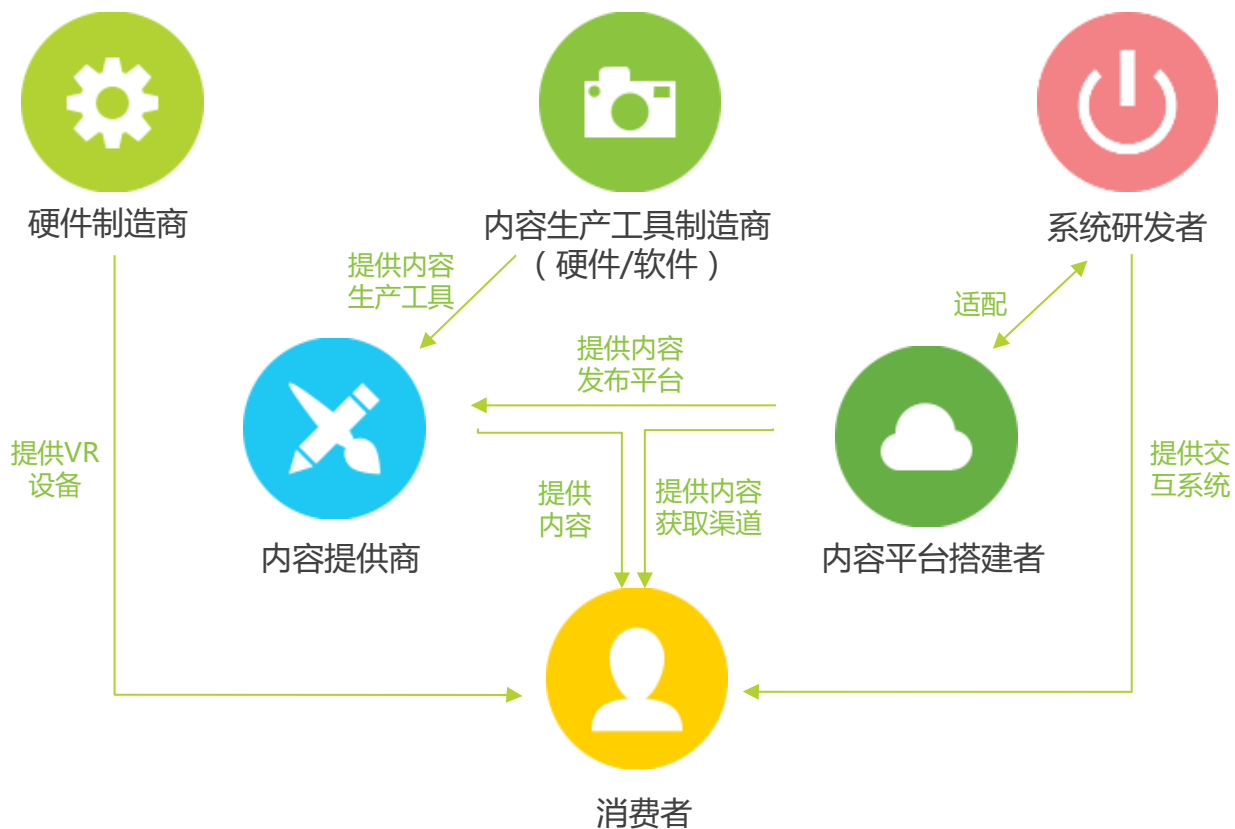 硬件制造商
内容生产工具制造商
（硬件/软件）
系统研发者
提供内容
生产工具
适配
提供内容
发布平台
提供VR
设备
提供
内容
提供内容
获取渠道
提供交
互系统
内容提供商
内容平台搭建者
消费者